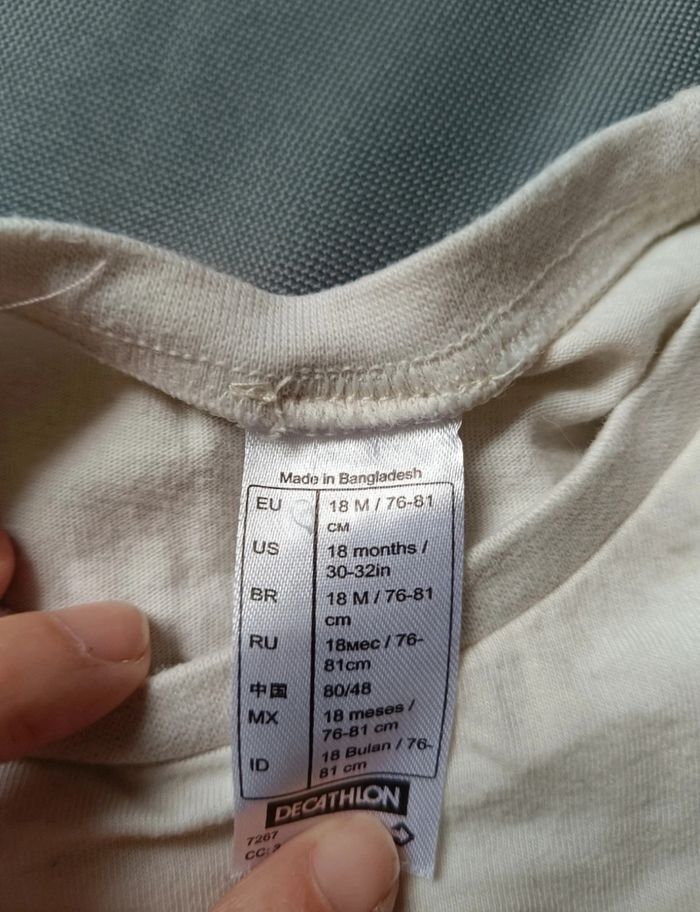 Made in Bangladesh
EU 18 M / 76-81
CM
US 18 months /
30-32in
BR 18 M / 76-81
cm
RU 18мес / 76-
81cm
中国 80/48
MX 18 meses /
76-81 cm
ID 18 Bulan / 76-
81 cm
DECATHLON
7267
CC: